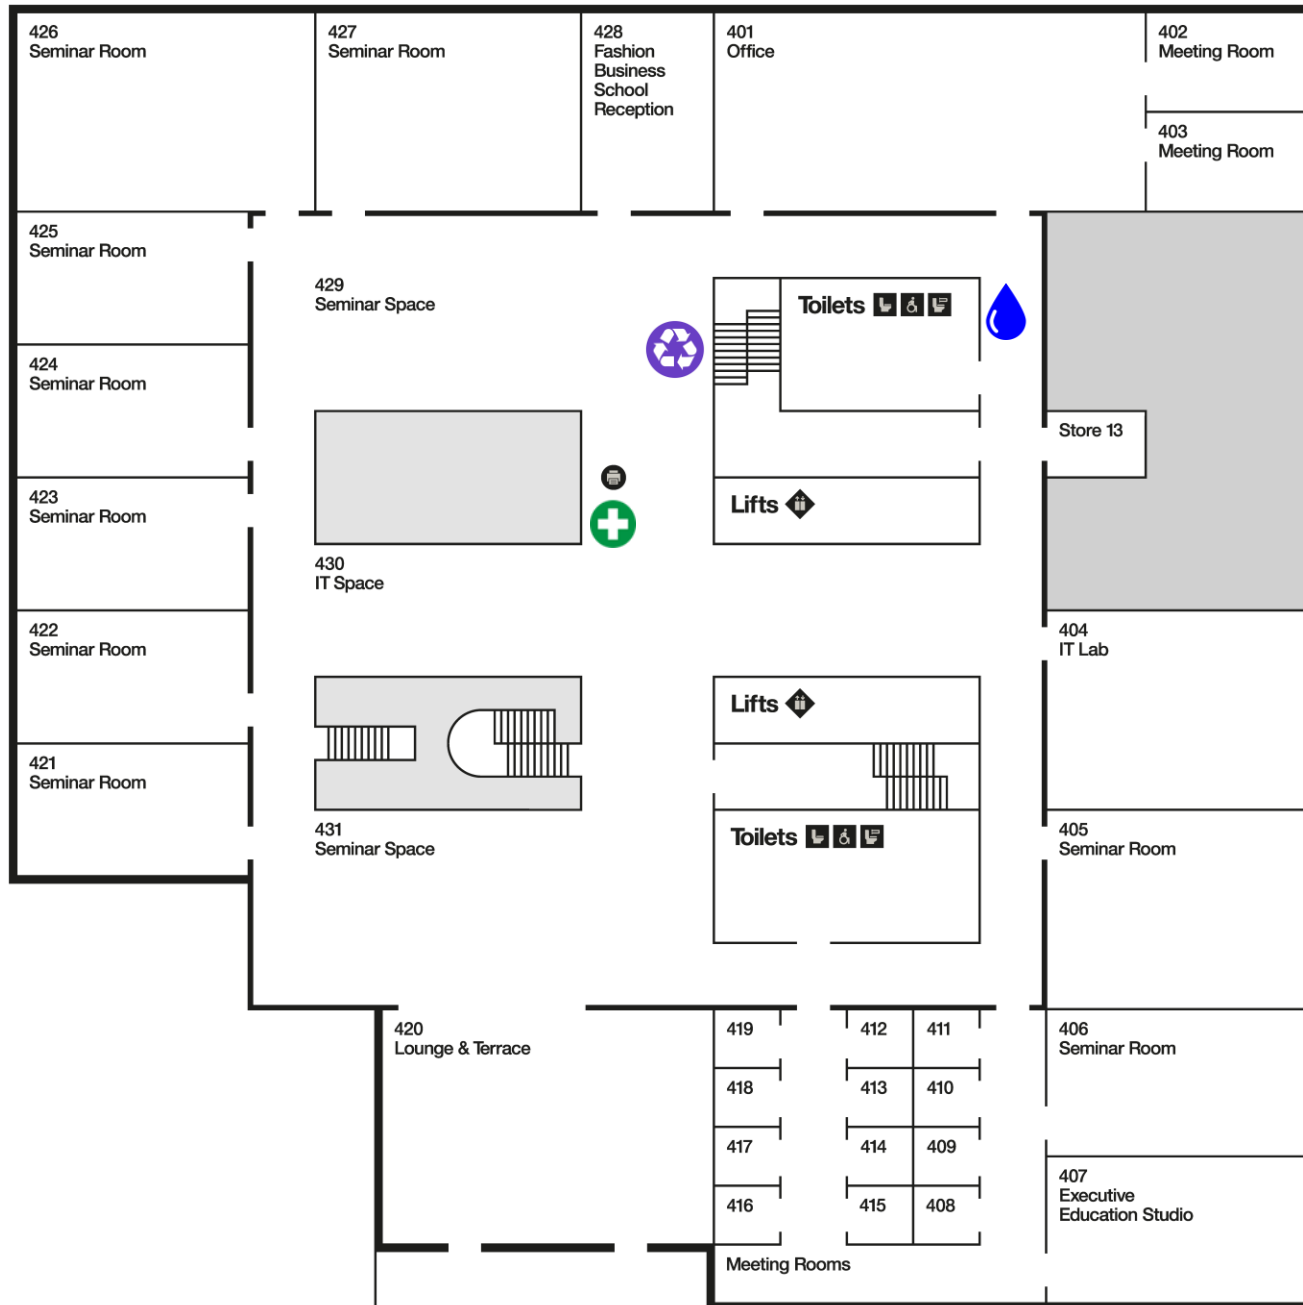 426
Seminar Room
427
Seminar Room
428
Fashion
Business
School
Reception
401
Office
402
Meeting Room
403
Meeting Room
425
Seminar Room
429
Seminar Space
Toilets
424
Seminar Room
Store 13
423
Seminar Room
Lifts
430
IT Space
422
Seminar Room
404
IT Lab
Lifts
421
Seminar Room
431
Seminar Space
Toilets
405
Seminar Room
420
Lounge & Terrace
419
412
411
406
Seminar Room
418
413
410
417
414
409
407
Executive
Education Studio
416
415
408
Meeting Rooms